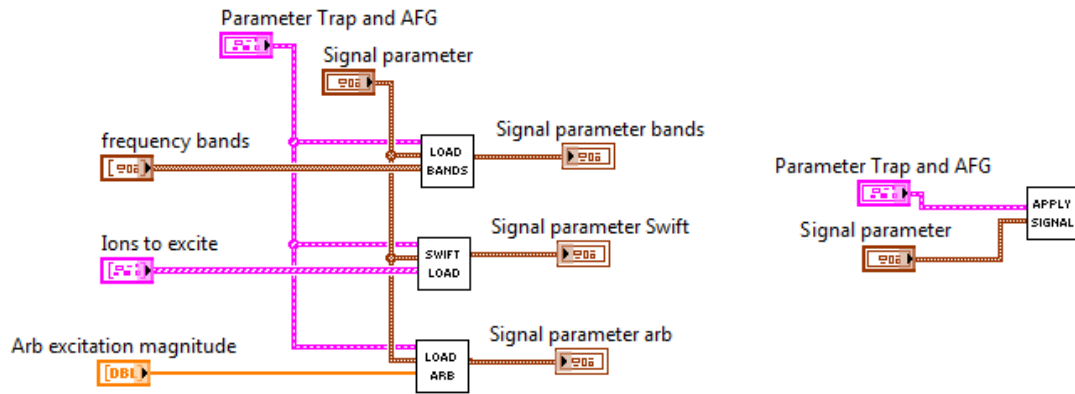 Parameter Trap and AFG
Signal parameter
frequency bands
LOAD
BANDS
Signal parameter bands
Ions to excite
SWIFT
LOAD
Signal parameter Swift
Arb excitation magnitude
[DBL]
LOAD
ARB
Signal parameter arb
Parameter Trap and AFG
Signal parameter
APPLY
SIGNAL